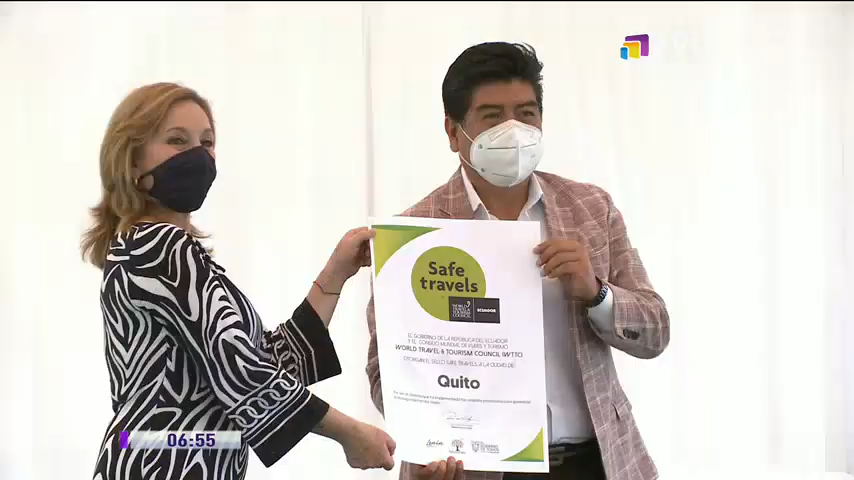 Safe
travels
WORLD
TRAVEL &
TOURISM
COUNCIL
ECUADOR
EL GOBIERNO DE LA REPÚBLICA DEL ECUADOR
Y EL CONSEJO MUNDIAL DE VIAJES Y TURISMO
WORLD TRAVEL & TOURISM COUNCIL (WTTC)
OTORGAN EL SELLO SAFE TRAVELS A LA CIUDAD DE:
Quito
Lenín
06:55